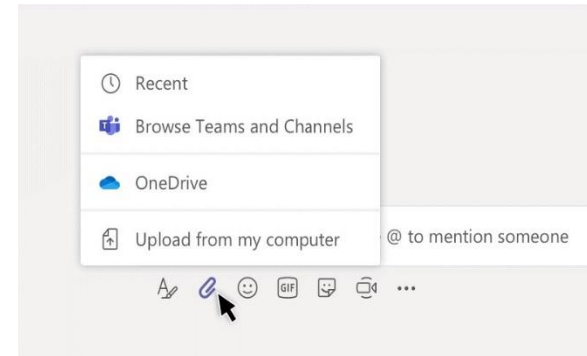 Recent
Browse Teams and Channels
OneDrive
Upload from my computer
@ to mention someone
GIF